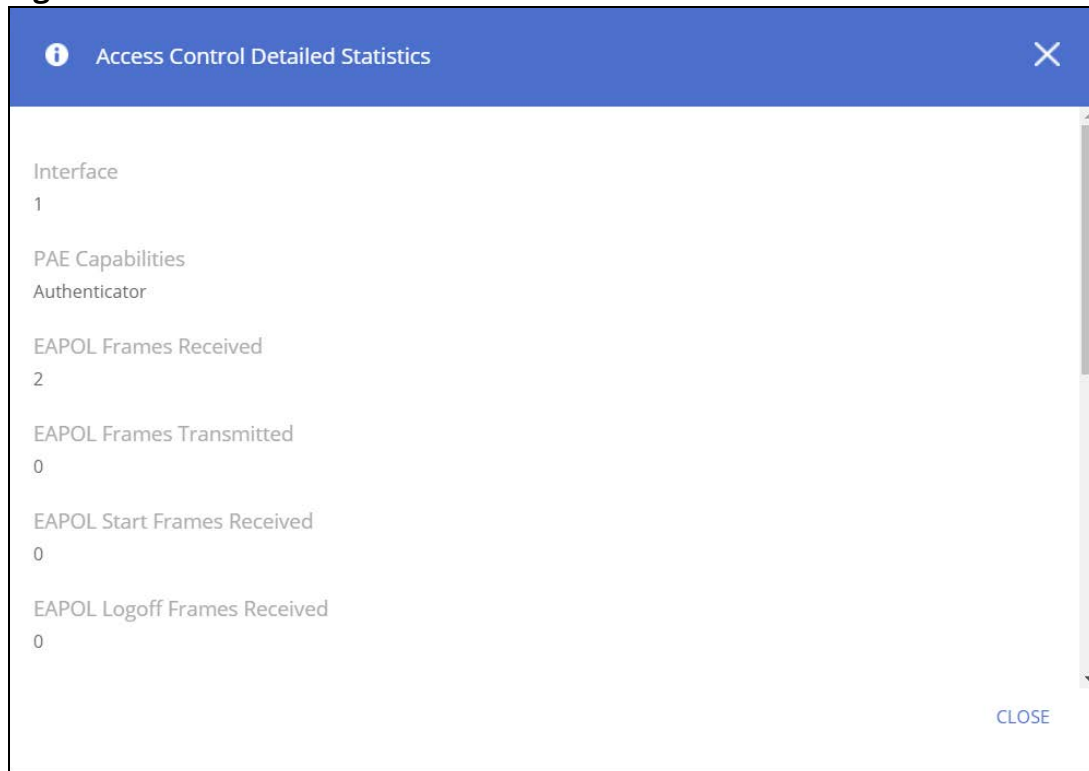 Access Control Detailed Statistics
Interface
1
PAE Capabilities
Authenticator
EAPOL Frames Received
2
EAPOL Frames Transmitted
0
EAPOL Start Frames Received
0
EAPOL Logoff Frames Received
0
CLOSE